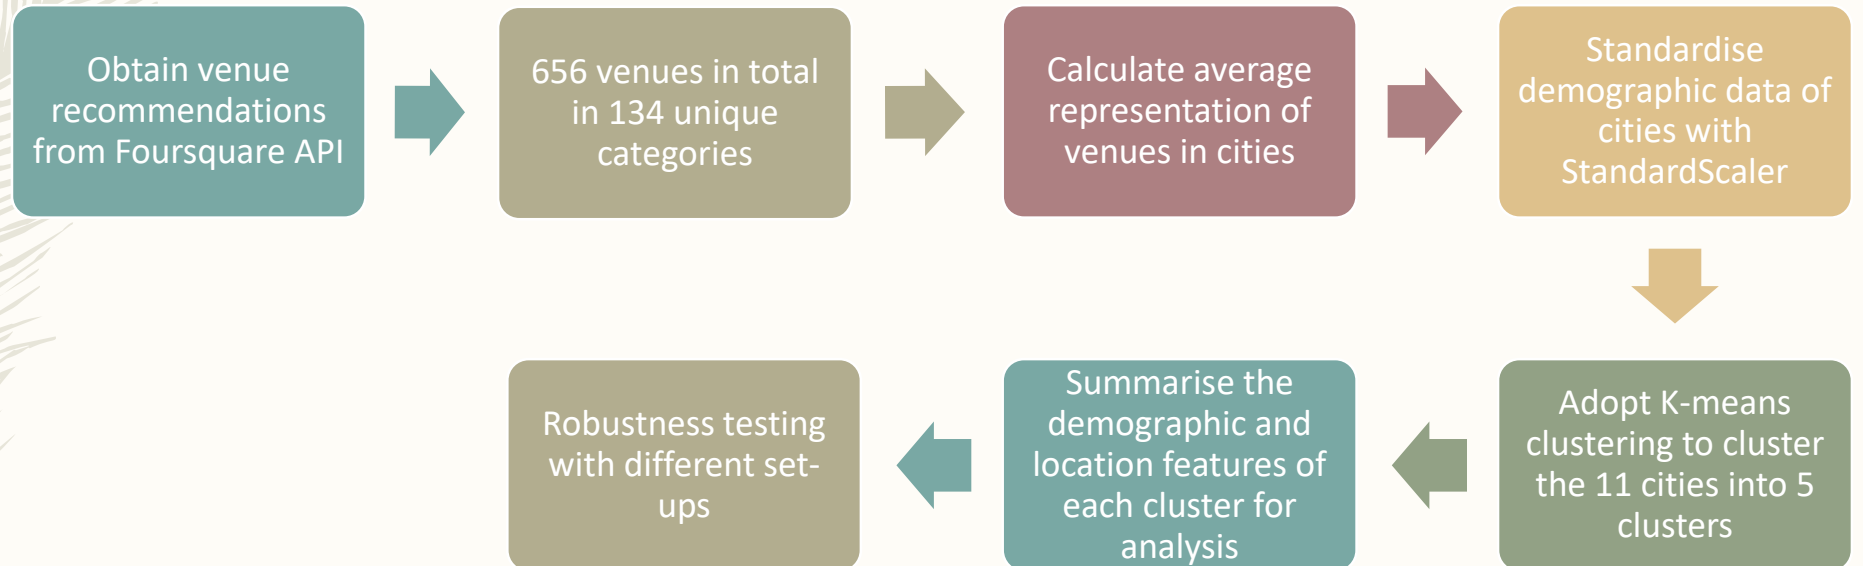 Obtain venue
recommendations
from Foursquare API
656 venues in total
in 134 unique
categories
Calculate average
representation of
venues in cities
Standardise
demographic data of
cities with
StandardScaler
Adopt K-means
clustering to cluster
the 11 cities into 5
clusters
Summarise the
demographic and
location features of
each cluster for
analysis
Robustness testing
with different set-
ups